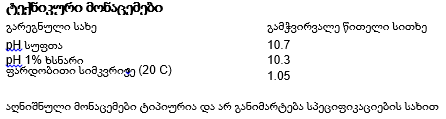 ტექნიკური მონაცემები
გარეგნული სახე გამჭვირვალე წითელი სითხე
pH სუფთა 10.7
pH 1% ხსნარი 10.3
ფარდობითი სიმკვრივე (20 C) 1.05
აღნიშნული მონაცემები ტიპიურია და არ განიმარტება სპეციფიკაციების სახით